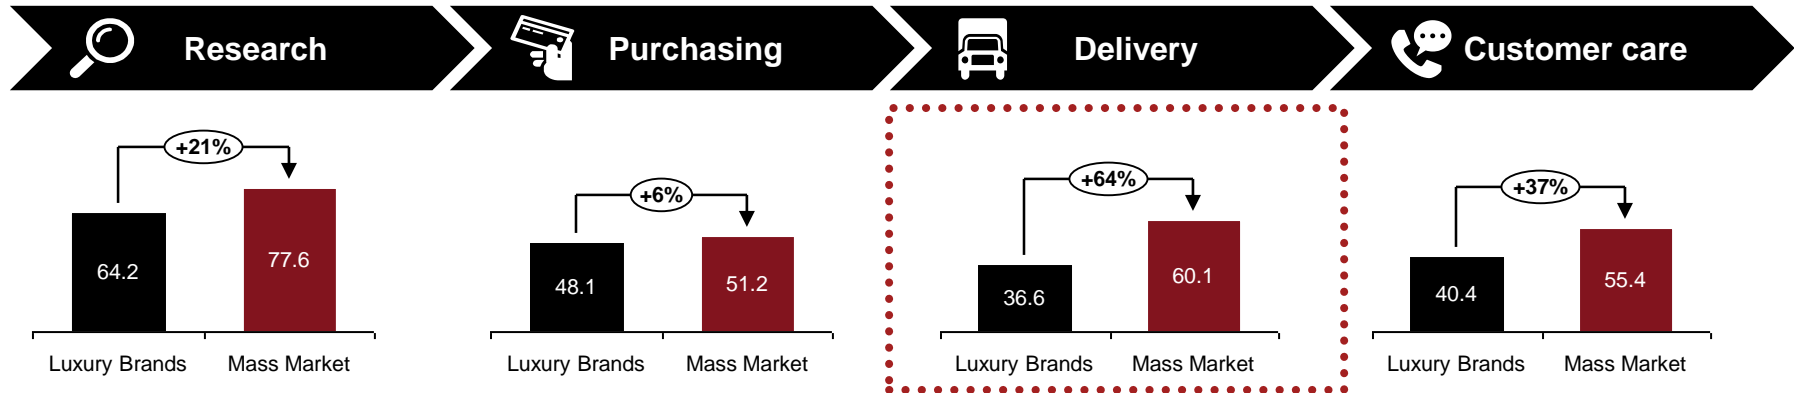 Research
Purchasing
Delivery
Customer care
+21%
64.2
77.6
Luxury Brands
Mass Market
+6%
48.1
51.2
Luxury Brands
Mass Market
+64%
36.6
60.1
Luxury Brands
Mass Market
+37%
40.4
55.4
Luxury Brands
Mass Market